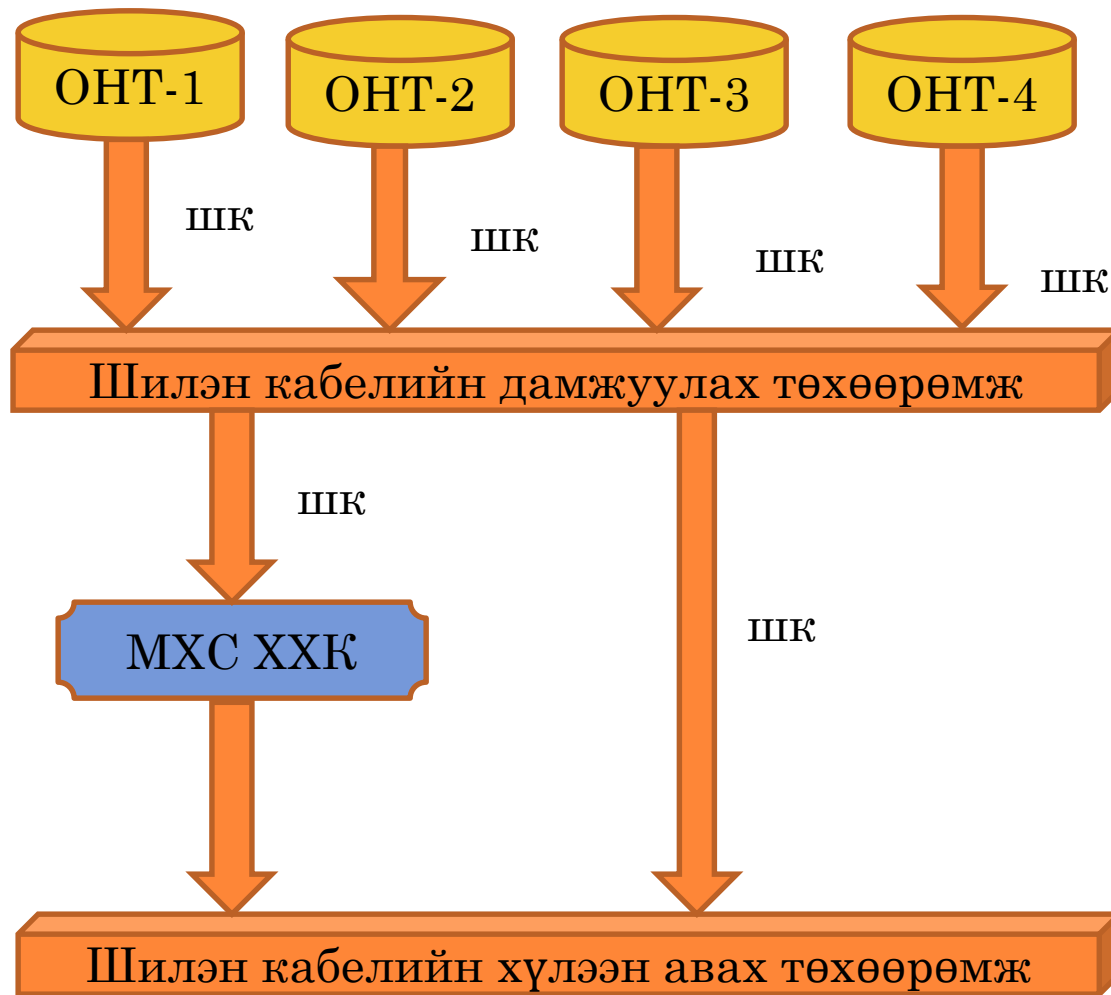 ОНТ-1
ОНТ-2
ОНТ-3
ОНТ-4
шк
шк
шк
шк
Шилэн кабелийн дамжуулах төхөөрөмж
шк
шк
МХС ХХК
Шилэн кабелийн хүлээн авах төхөөрөмж